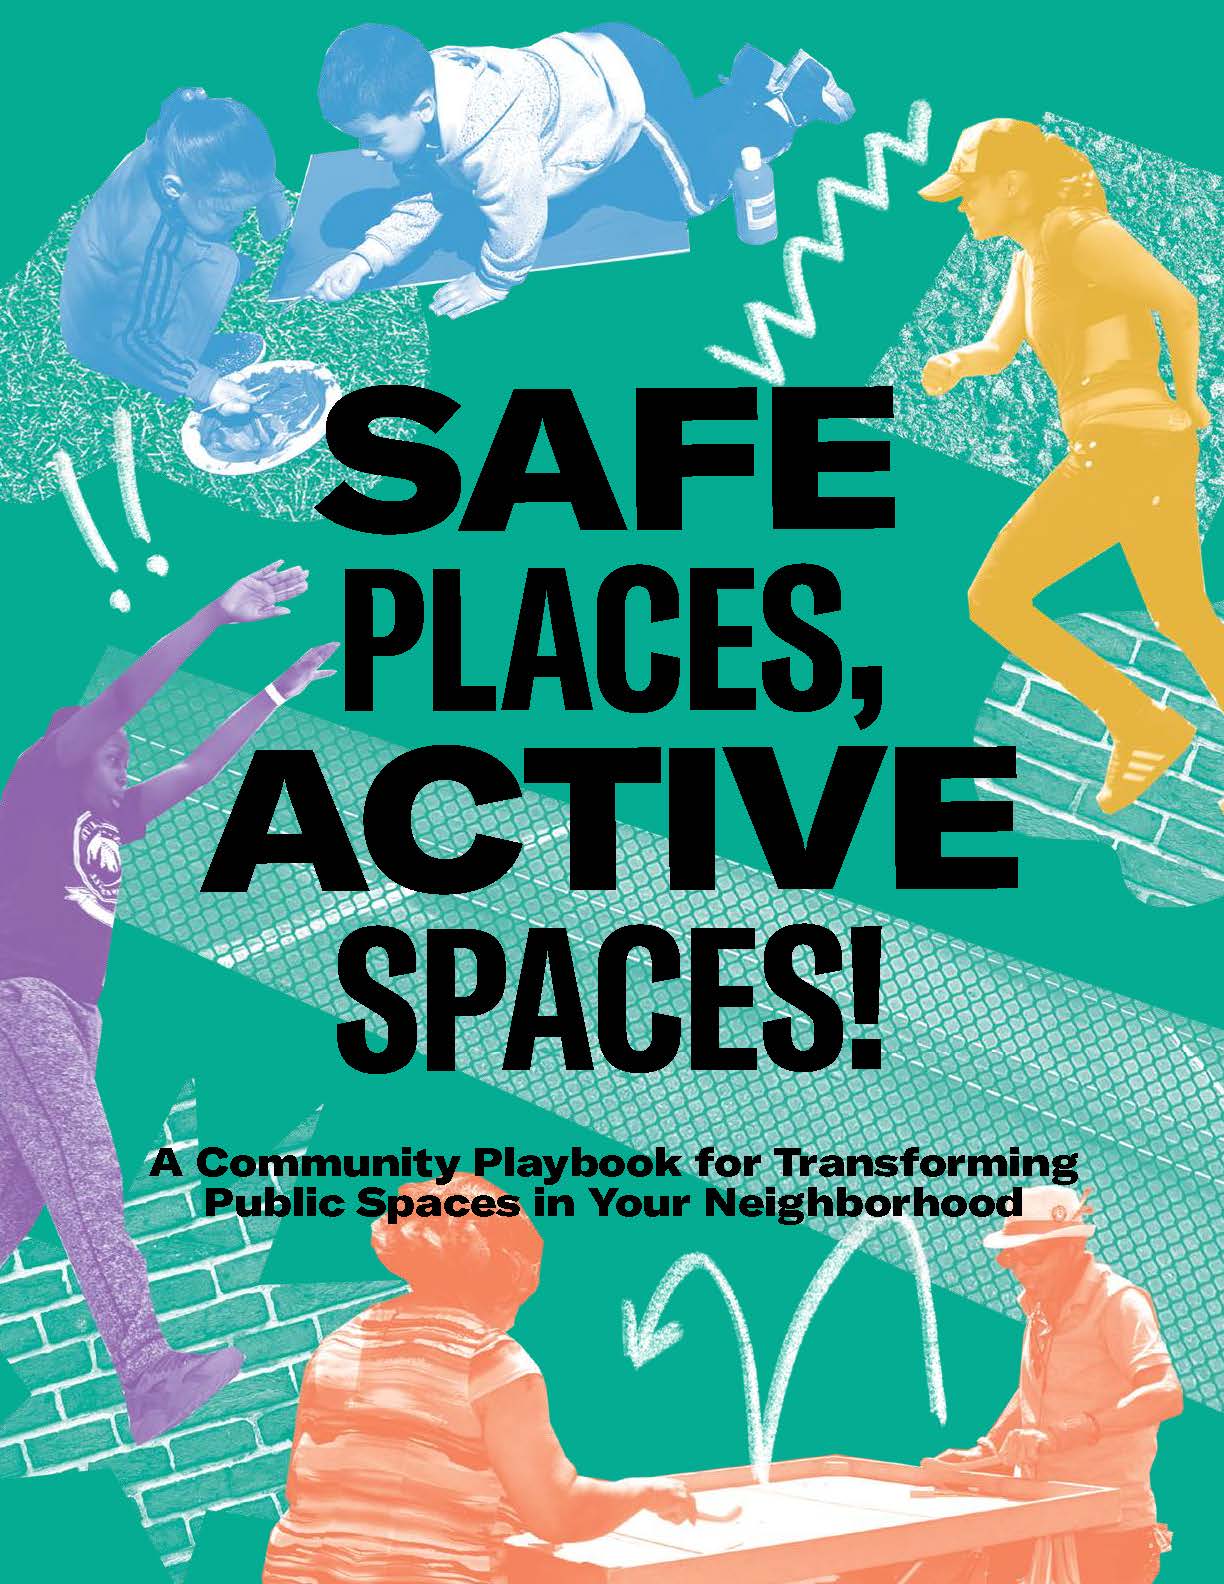 SAFE
PLACES,
ACTIVE
SPACES!
A Community Playbook for Transforming
Public Spaces in Your Neighborhood